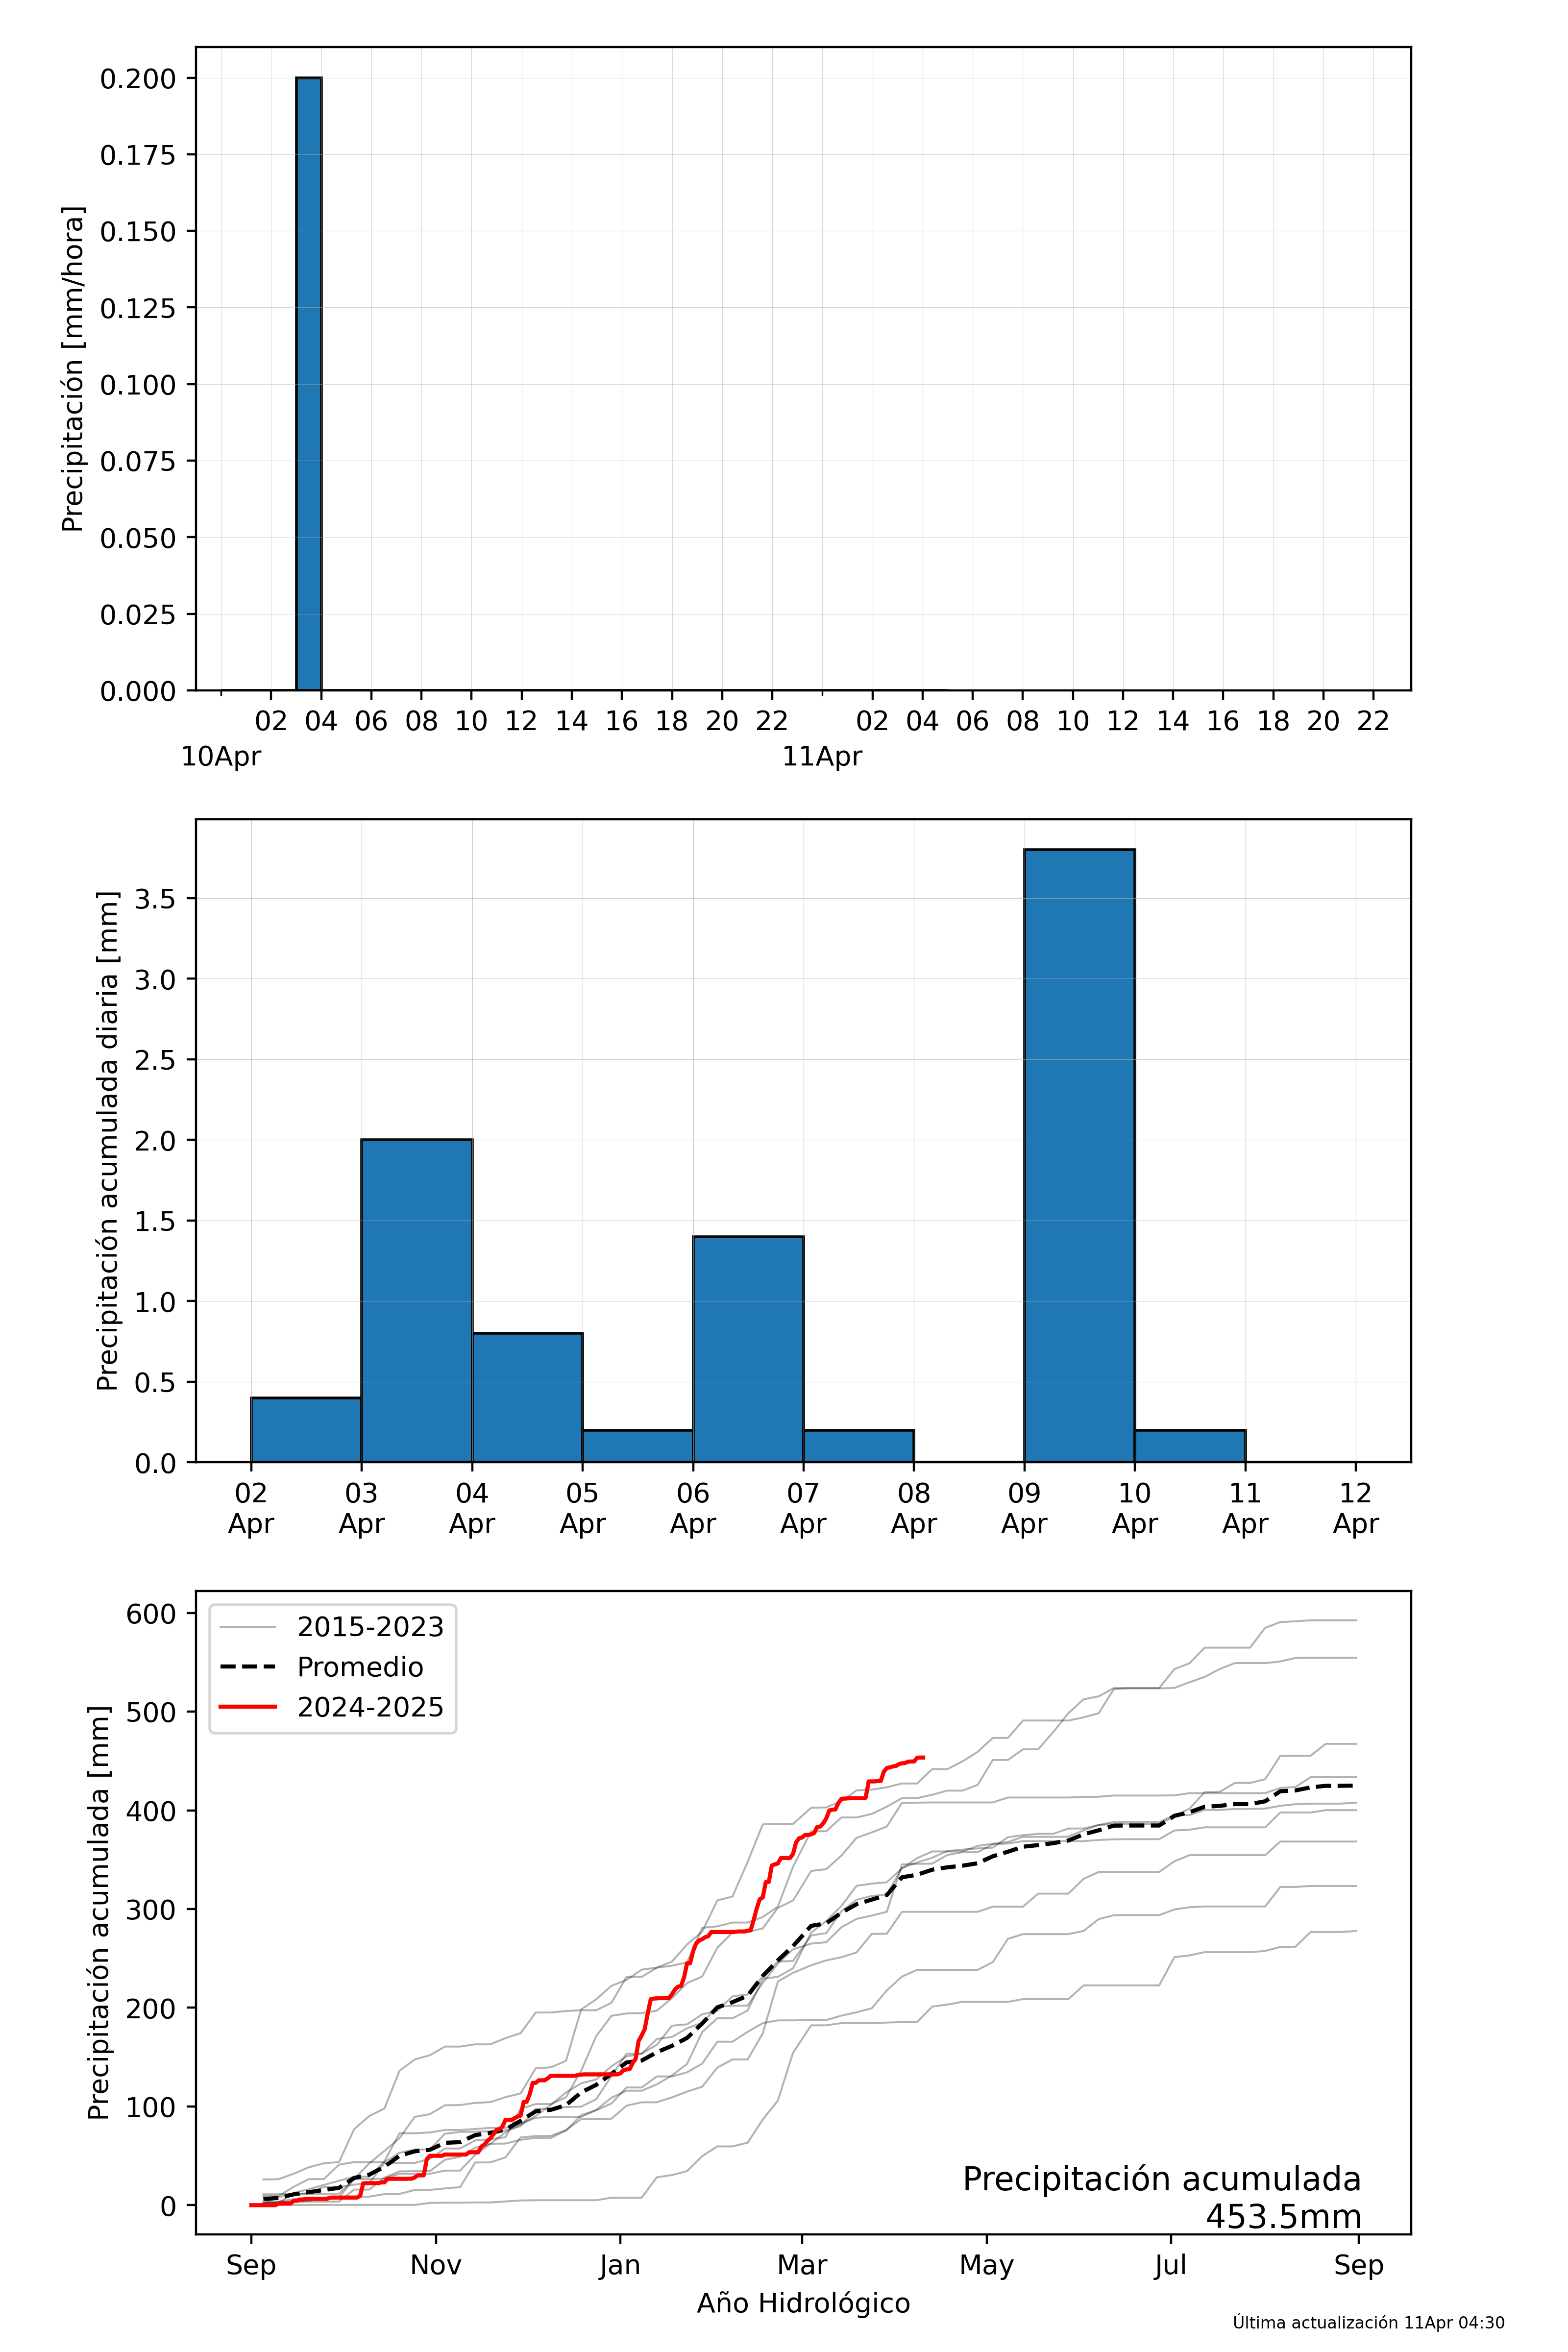 Precipitación [mm/hora]
0.200
0.175
0.150
0.125
0.100
0.075
0.050
0.025
0.000
02 04 06 08 10 12 14 16 18 20 22 02 04 06 08 10 12 14 16 18 20 22
10Apr 11Apr
Precipitación acumulada diaria [mm]
3.5
3.0
2.5
2.0
1.5
1.0
0.5
0.0
02 03 04 05 06 07 08 09 10 11 12
Apr Apr Apr Apr Apr Apr Apr Apr Apr Apr Apr
Precipitación acumulada [mm]
600
500
400
300
200
100
0
2015-2023
Promedio
2024-2025
Precipitación acumulada
453.5mm
Sep Nov Jan Mar May Jul Sep
Año Hidrológico
Última actualización 11Apr 04:30